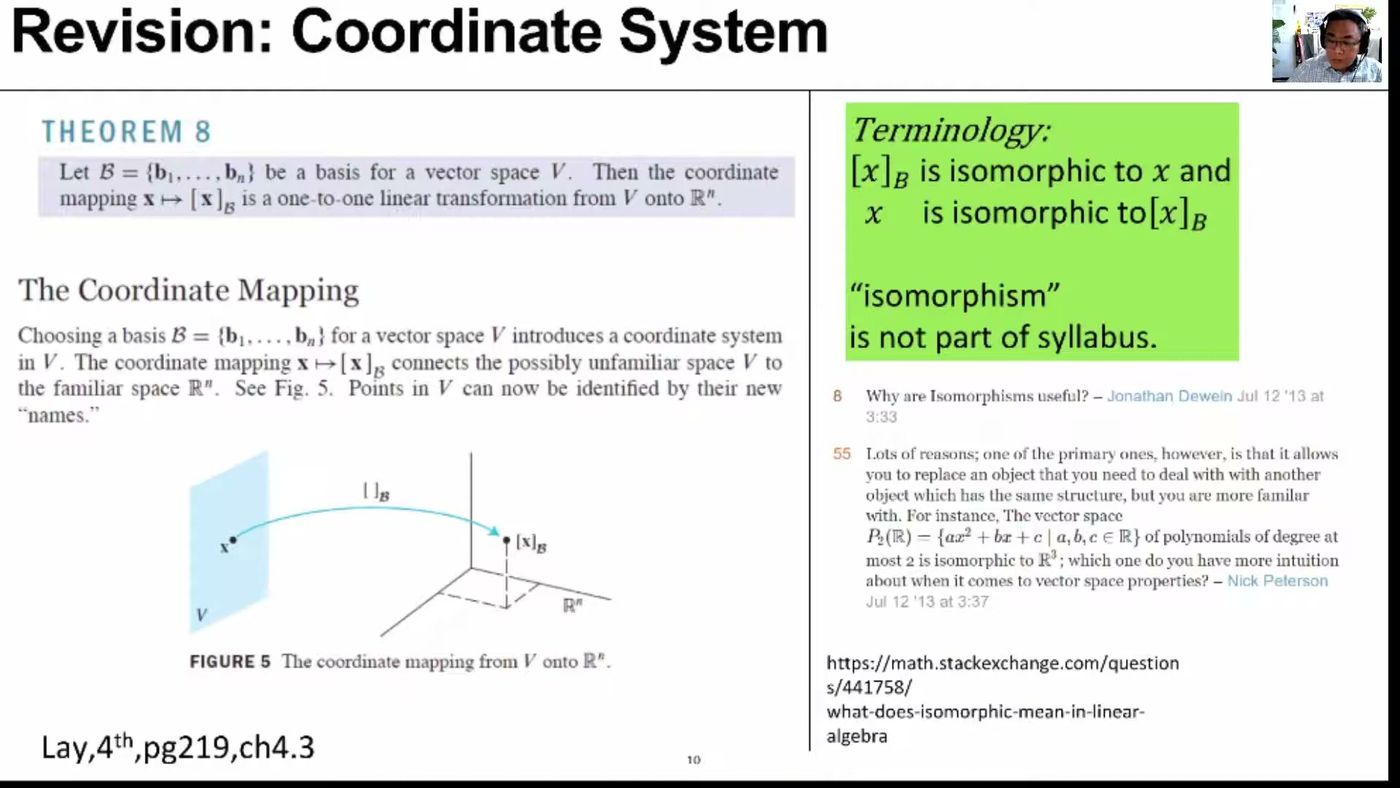 Revision: Coordinate System
THEOREM 8
Let B = {b₁, . . . , bₙ} be a basis for a vector space V. Then the coordinate
mapping x ↦ [x]_B is a one-to-one linear transformation from V onto ℝⁿ.
The Coordinate Mapping
Choosing a basis B = {b₁, . . . , bₙ} for a vector space V introduces a coordinate system
in V. The coordinate mapping x ↦ [x]_B connects the possibly unfamiliar space V to
the familiar space ℝⁿ. See Fig. 5. Points in V can now be identified by their new
“names.”
[ ]_B
x
[x]_B
V
ℝⁿ
FIGURE 5 The coordinate mapping from V onto ℝⁿ.
Lay,4ᵗʰ,pg219,ch4.3
10
Terminology:
[x]_B is isomorphic to x and
x is isomorphic to[x]_B
“isomorphism”
is not part of syllabus.
8 Why are Isomorphisms useful? – Jonathan Dewein Jul 12 '13 at
3:33
55 Lots of reasons; one of the primary ones, however, is that it allows
you to replace an object that you need to deal with with another
object which has the same structure, but you are more familar
with. For instance, The vector space
P₂(ℝ) = {ax² + bx + c | a, b, c ∈ ℝ} of polynomials of degree at
most 2 is isomorphic to ℝ³; which one do you have more intuition
about when it comes to vector space properties? – Nick Peterson
Jul 12 '13 at 3:37
https://math.stackexchange.com/question
s/441758/
what-does-isomorphic-mean-in-linear-
algebra